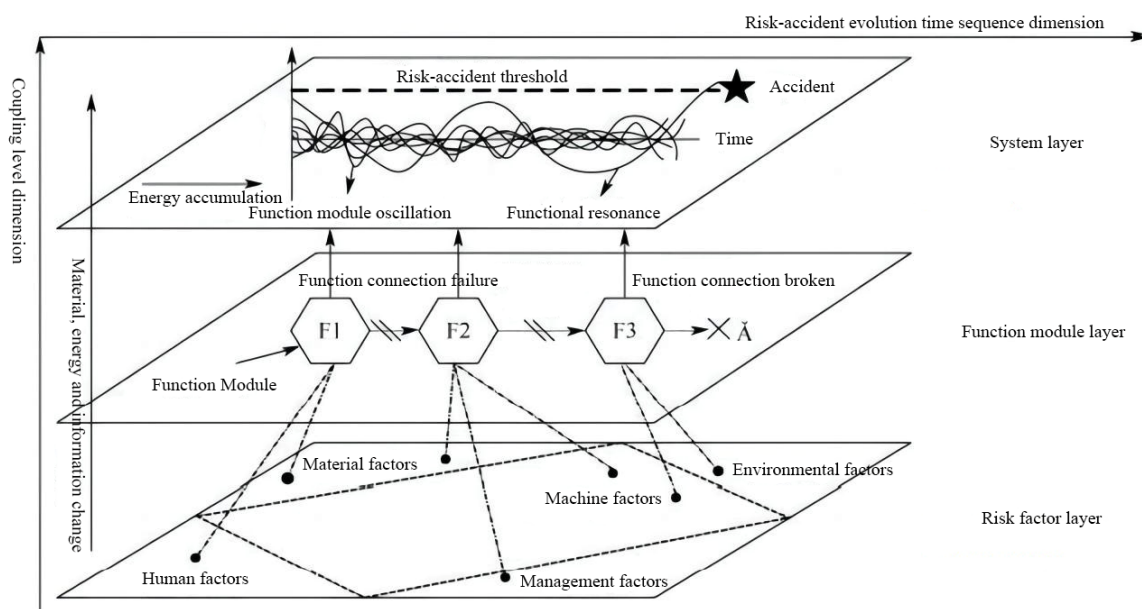 Risk-accident evolution time sequence dimension
Coupling level dimension
Material, energy and information change
Risk-accident threshold
Accident
Time
System layer
Energy accumulation
Function module oscillation
Functional resonance
Function connection failure
Function connection broken
F1
F2
F3
Ă
Function module layer
Function Module
Material factors
Environmental factors
Machine factors
Risk factor layer
Human factors
Management factors